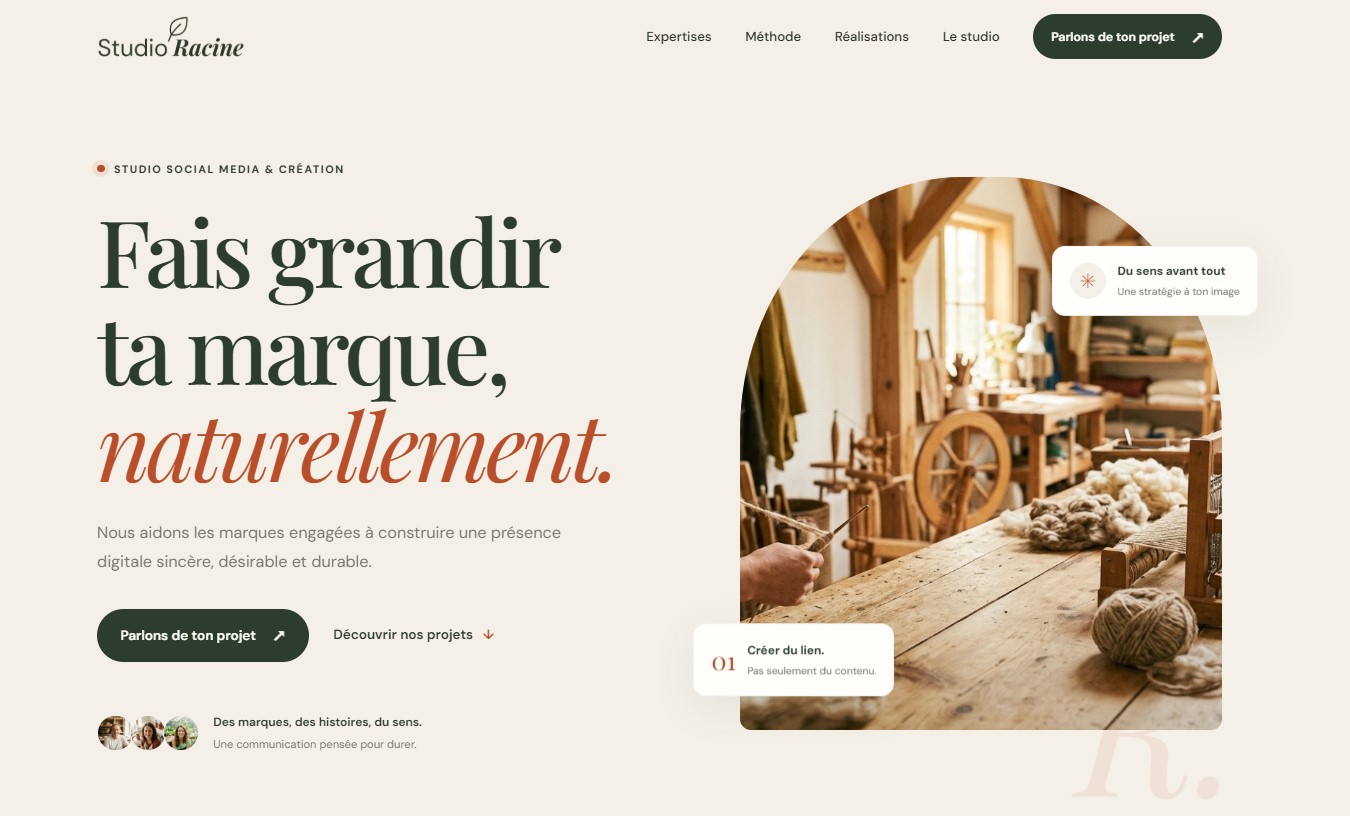 Studio Racine
Expertises
Méthode
Réalisations
Le studio
Parlons de ton projet ↗
STUDIO SOCIAL MEDIA & CRÉATION
Fais grandir
ta marque,
naturellement.
Nous aidons les marques engagées à construire une présence
digitale sincère, désirable et durable.
Parlons de ton projet ↗
Découvrir nos projets ↓
Des marques, des histoires, du sens.
Une communication pensée pour durer.
Du sens avant tout
Une stratégie à ton image
01
Créer du lien.
Pas seulement du contenu.
R.